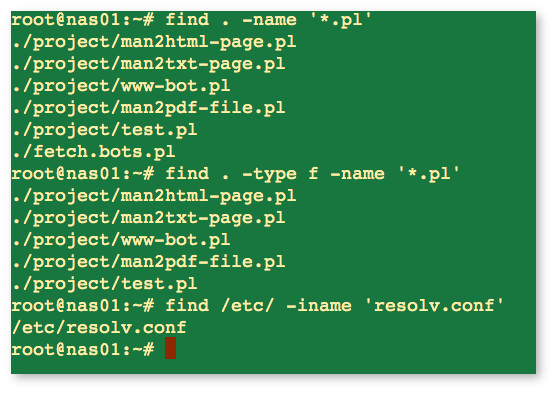 root@nas01:~# find . -name '*.pl'
./project/man2html-page.pl
./project/man2txt-page.pl
./project/www-bot.pl
./project/man2pdf-file.pl
./project/test.pl
./fetch.bots.pl
root@nas01:~# find . -type f -name '*.pl'
./project/man2html-page.pl
./project/man2txt-page.pl
./project/www-bot.pl
./project/man2pdf-file.pl
./project/test.pl
root@nas01:~# find /etc/ -iname 'resolv.conf'
/etc/resolv.conf
root@nas01:~#